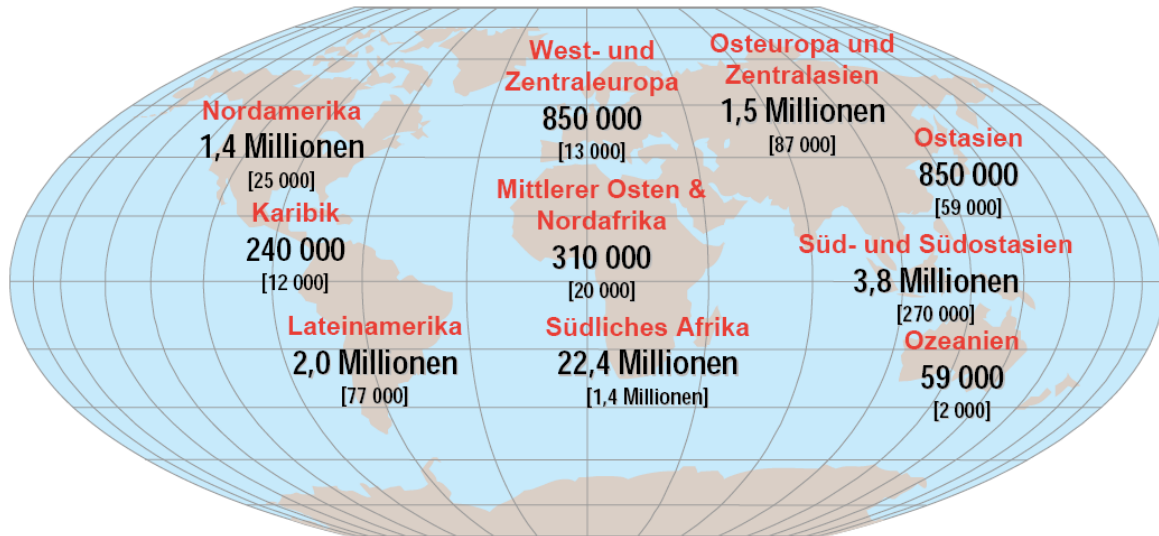 Nordamerika
1,4 Millionen
[25 000]
Karibik
240 000
[12 000]
Lateinamerika
2,0 Millionen
[77 000]
West- und
Zentraleuropa
850 000
[13 000]
Mittlerer Osten &
Nordafrika
310 000
[20 000]
Südliches Afrika
22,4 Millionen
[1,4 Millionen]
Osteuropa und
Zentralasien
1,5 Millionen
[87 000]
Ostasien
850 000
[59 000]
Süd- und Südostasien
3,8 Millionen
[270 000]
Ozeanien
59 000
[2 000]